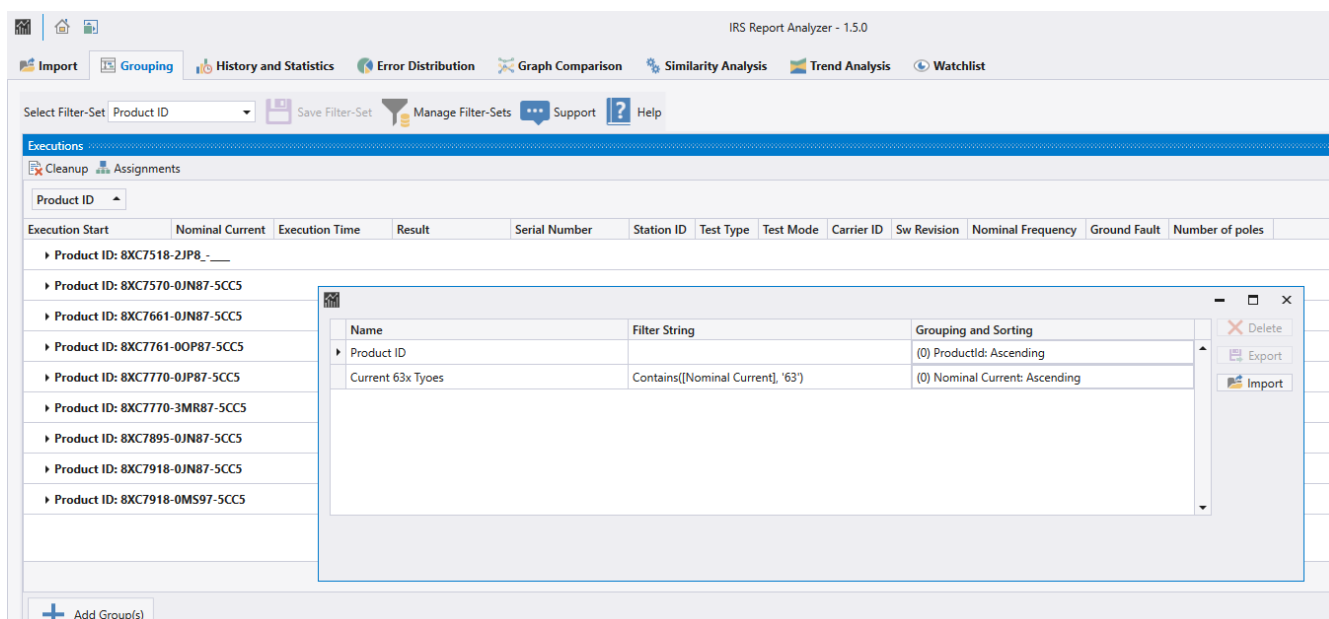 IRS Report Analyzer - 1.5.0
Import Grouping History and Statistics Error Distribution Graph Comparison Similarity Analysis Trend Analysis Watchlist
Select Filter-Set Product ID Save Filter-Set Manage Filter-Sets Support Help
Executions
Cleanup Assignments
Product ID
Execution Start Nominal Current Execution Time Result Serial Number Station ID Test Type Test Mode Carrier ID Sw Revision Nominal Frequency Ground Fault Number of poles
Product ID: 8XC7518-2JP8_-___
Product ID: 8XC7570-0JN87-5CC5
Product ID: 8XC7661-0JN87-5CC5
Product ID: 8XC7761-0OP87-5CC5
Product ID: 8XC7770-0JP87-5CC5
Product ID: 8XC7770-3MR87-5CC5
Product ID: 8XC7895-0JN87-5CC5
Product ID: 8XC7918-0JN87-5CC5
Product ID: 8XC7918-0MS97-5CC5
Name Filter String Grouping and Sorting
Product ID (0) ProductId: Ascending
Current 63x Tyoes Contains([Nominal Current], '63') (0) Nominal Current: Ascending
Delete
Export
Import
Add Group(s)